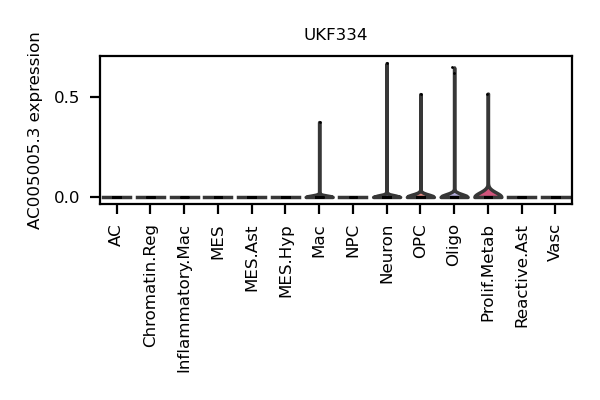 UKF334
AC005005.3 expression
0.5
0.0
AC
Chromatin.Reg
Inflammatory.Mac
MES
MES.Ast
MES.Hyp
Mac
NPC
Neuron
OPC
Oligo
Prolif.Metab
Reactive.Ast
Vasc